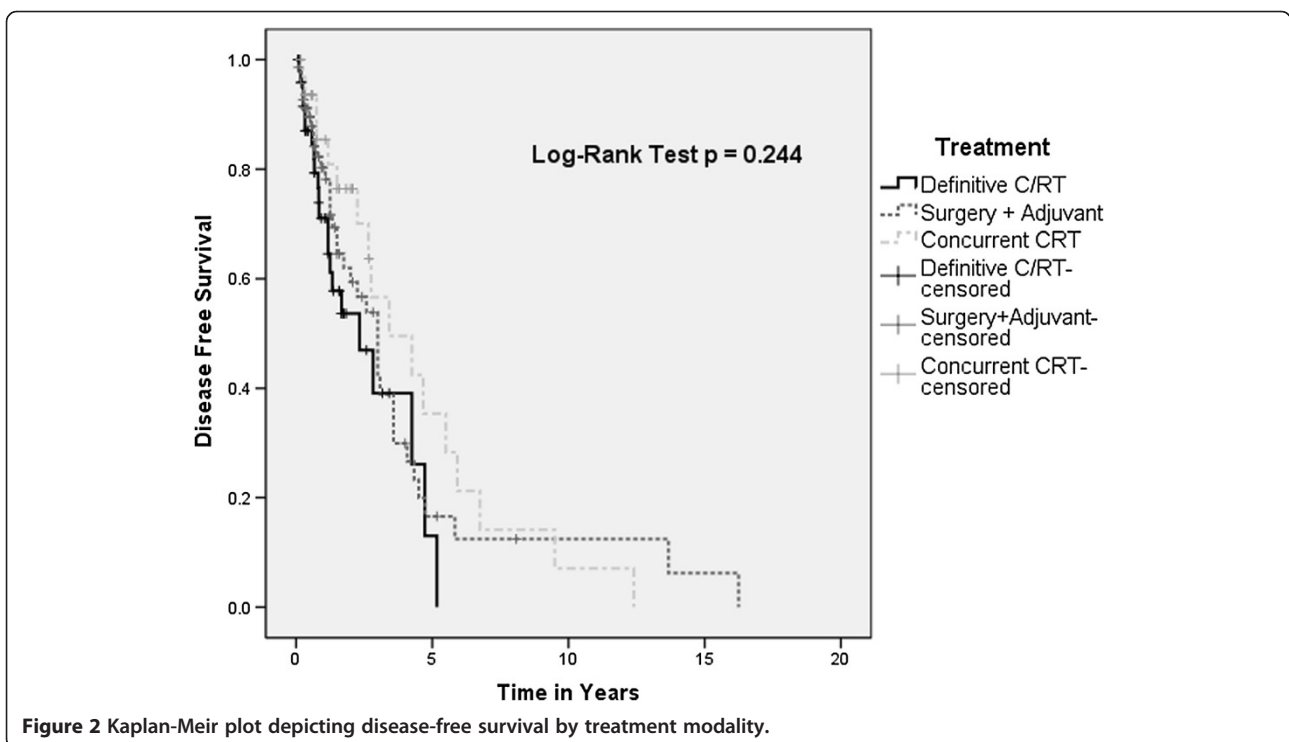 1.0
0.8
0.6
0.4
0.2
0.0
Disease Free Survival
Log-Rank Test p = 0.244
0 5 10 15 20
Time in Years
Treatment
Definitive C/RT
Surgery + Adjuvant
Concurrent CRT
Definitive C/RT-
censored
Surgery+Adjuvant-
censored
Concurrent CRT-
censored
Figure 2 Kaplan-Meir plot depicting disease-free survival by treatment modality.